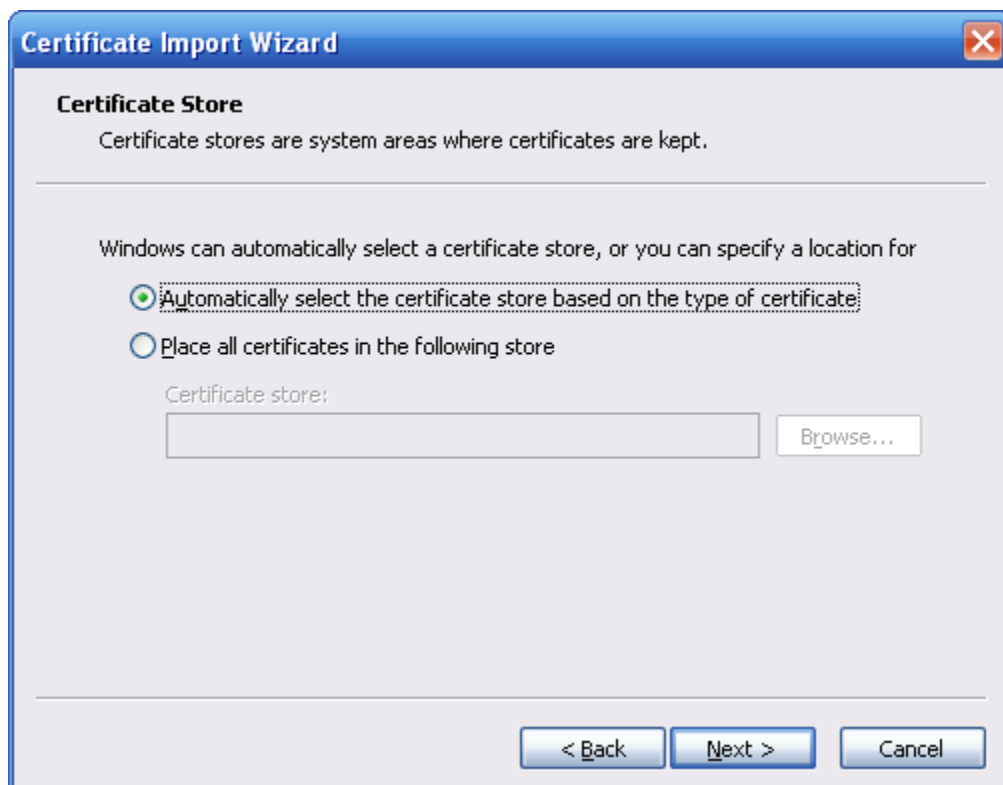 Certificate Import Wizard
Certificate Store
Certificate stores are system areas where certificates are kept.
Windows can automatically select a certificate store, or you can specify a location for
Automatically select the certificate store based on the type of certificate
Place all certificates in the following store
Certificate store:
Browse...
< Back Next > Cancel